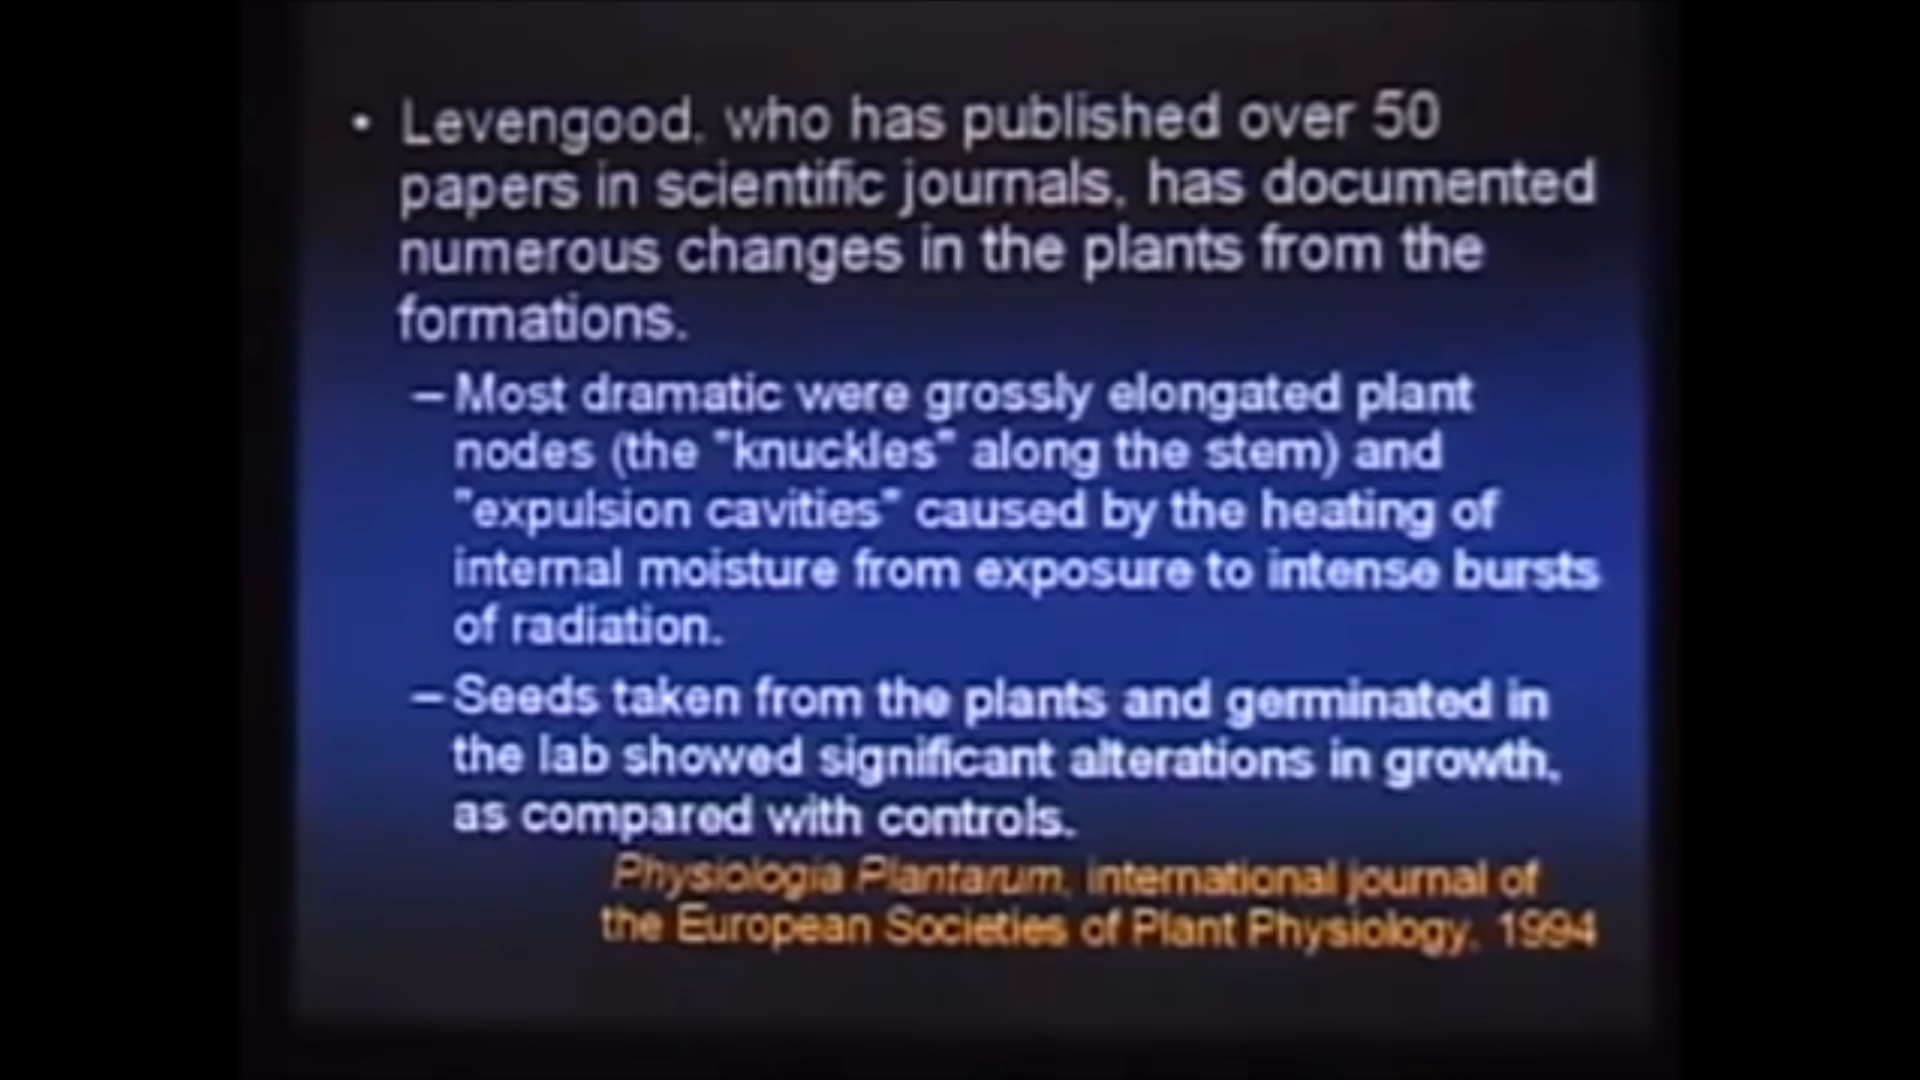 • Levengood, who has published over 50
papers in scientific journals, has documented
numerous changes in the plants from the
formations.
– Most dramatic were grossly elongated plant
nodes (the "knuckles" along the stem) and
"expulsion cavities" caused by the heating of
internal moisture from exposure to intense bursts
of radiation.
– Seeds taken from the plants and germinated in
the lab showed significant alterations in growth,
as compared with controls.
Physiologia Plantarum, international journal of
the European Societies of Plant Physiology, 1994